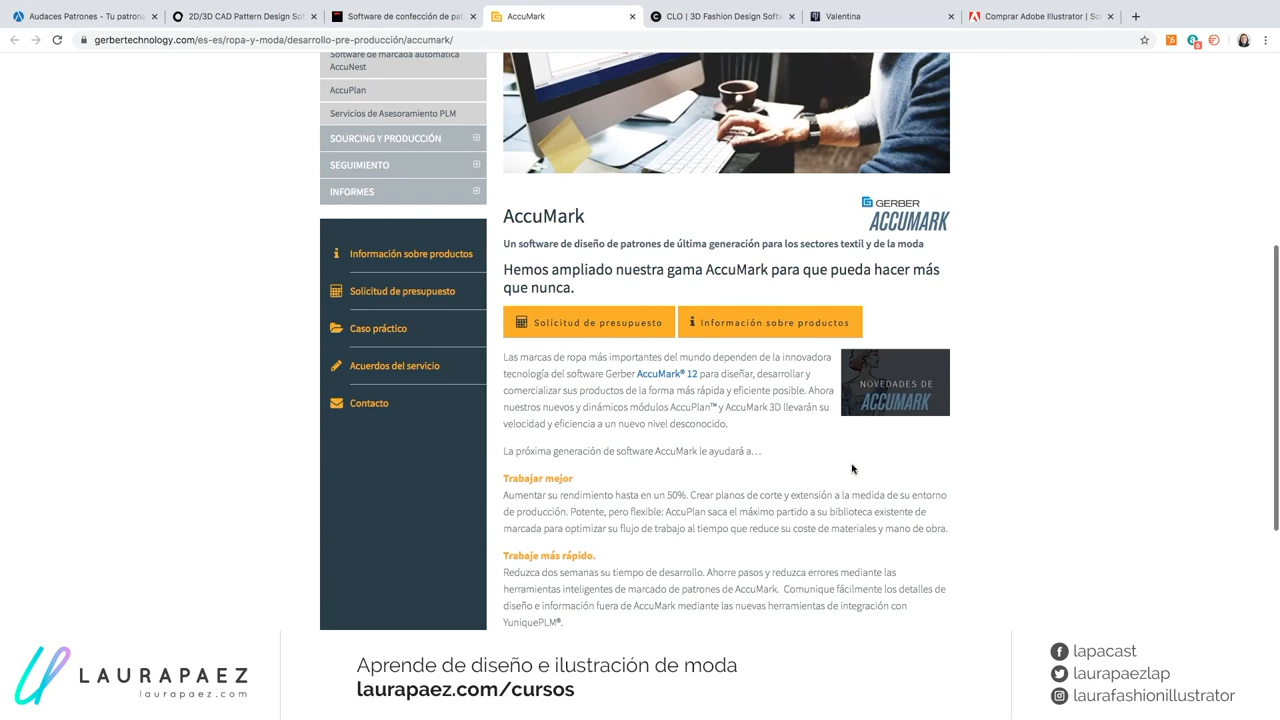 Audaces Patrones - Tu patrona
2D/3D CAD Pattern Design Sof
Software de confección de pat
AccuMark
CLO | 3D Fashion Design Softw
Valentina
Comprar Adobe Illustrator | So
gerbertechnology.com/es-es/ropa-y-moda/desarrollo-pre-producción/accumark/
Software de marcada automática
AccuNest
AccuPlan
Servicios de Asesoramiento PLM
SOURCING Y PRODUCCIÓN
SEGUIMIENTO
INFORMES
Información sobre productos
Solicitud de presupuesto
Caso práctico
Acuerdos del servicio
Contacto
GERBER
ACCUMARK
AccuMark
Un software de diseño de patrones de última generación para los sectores textil y de la moda
Hemos ampliado nuestra gama AccuMark para que pueda hacer más
que nunca.
Solicitud de presupuesto
Información sobre productos
Las marcas de ropa más importantes del mundo dependen de la innovadora
tecnología del software Gerber AccuMark® 12 para diseñar, desarrollar y
comercializar sus productos de la forma más rápida y eficiente posible. Ahora
nuestros nuevos y dinámicos módulos AccuPlan™ y AccuMark 3D llevarán su
velocidad y eficiencia a un nuevo nivel desconocido.
NOVEDADES DE
ACCUMARK
La próxima generación de software AccuMark le ayudará a…
Trabajar mejor
Aumentar su rendimiento hasta en un 50%. Crear planos de corte y extensión a la medida de su entorno
de producción. Potente, pero flexible: AccuPlan saca el máximo partido a su biblioteca existente de
marcada para optimizar su flujo de trabajo al tiempo que reduce su coste de materiales y mano de obra.
Trabaje más rápido.
Reduzca dos semanas su tiempo de desarrollo. Ahorre pasos y reduzca errores mediante las
herramientas inteligentes de marcado de patrones de AccuMark. Comunique fácilmente los detalles de
diseño e información fuera de AccuMark mediante las nuevas herramientas de integración con
YuniquePLM®.
LAURAPAEZ
laurapaez.com
Aprende de diseño e ilustración de moda
laurapaez.com/cursos
lapacast
laurapaezlap
laurafashionillustrator